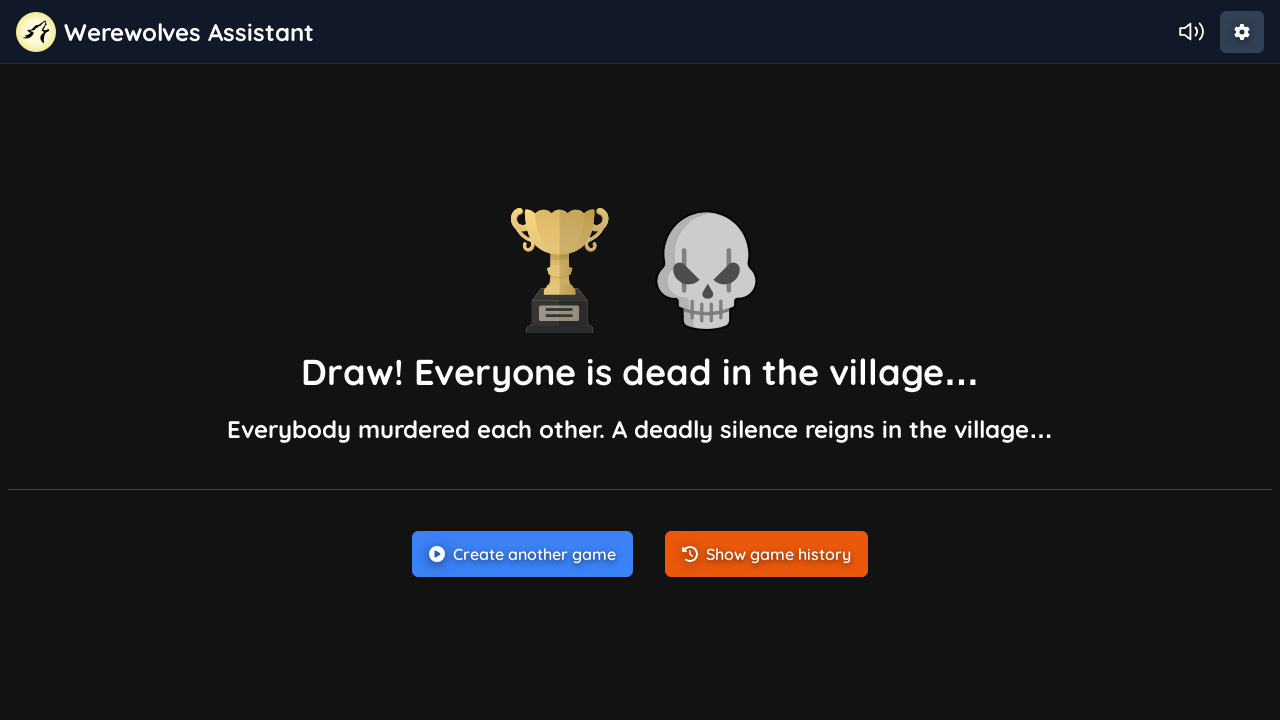 Werewolves Assistant
Draw! Everyone is dead in the village...
Everybody murdered each other. A deadly silence reigns in the village...
Create another game
Show game history